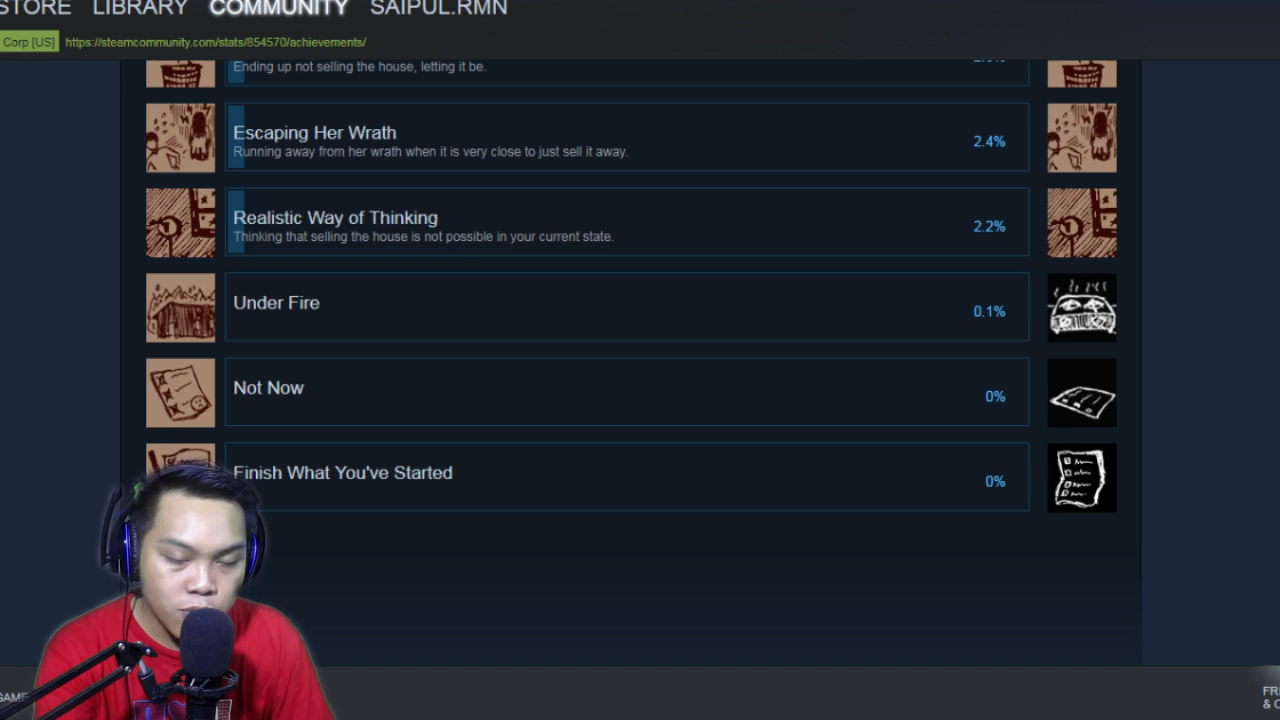 STORE LIBRARY COMMUNITY SAIPUL.RMN
Corp [US] https://steamcommunity.com/stats/854570/achievements/
Ending up not selling the house, letting it be.
Escaping Her Wrath
Running away from her wrath when it is very close to just sell it away.
2.4%
Realistic Way of Thinking
Thinking that selling the house is not possible in your current state.
2.2%
Under Fire
0.1%
Not Now
0%
Finish What You've Started
0%
GAME
FRI
& C